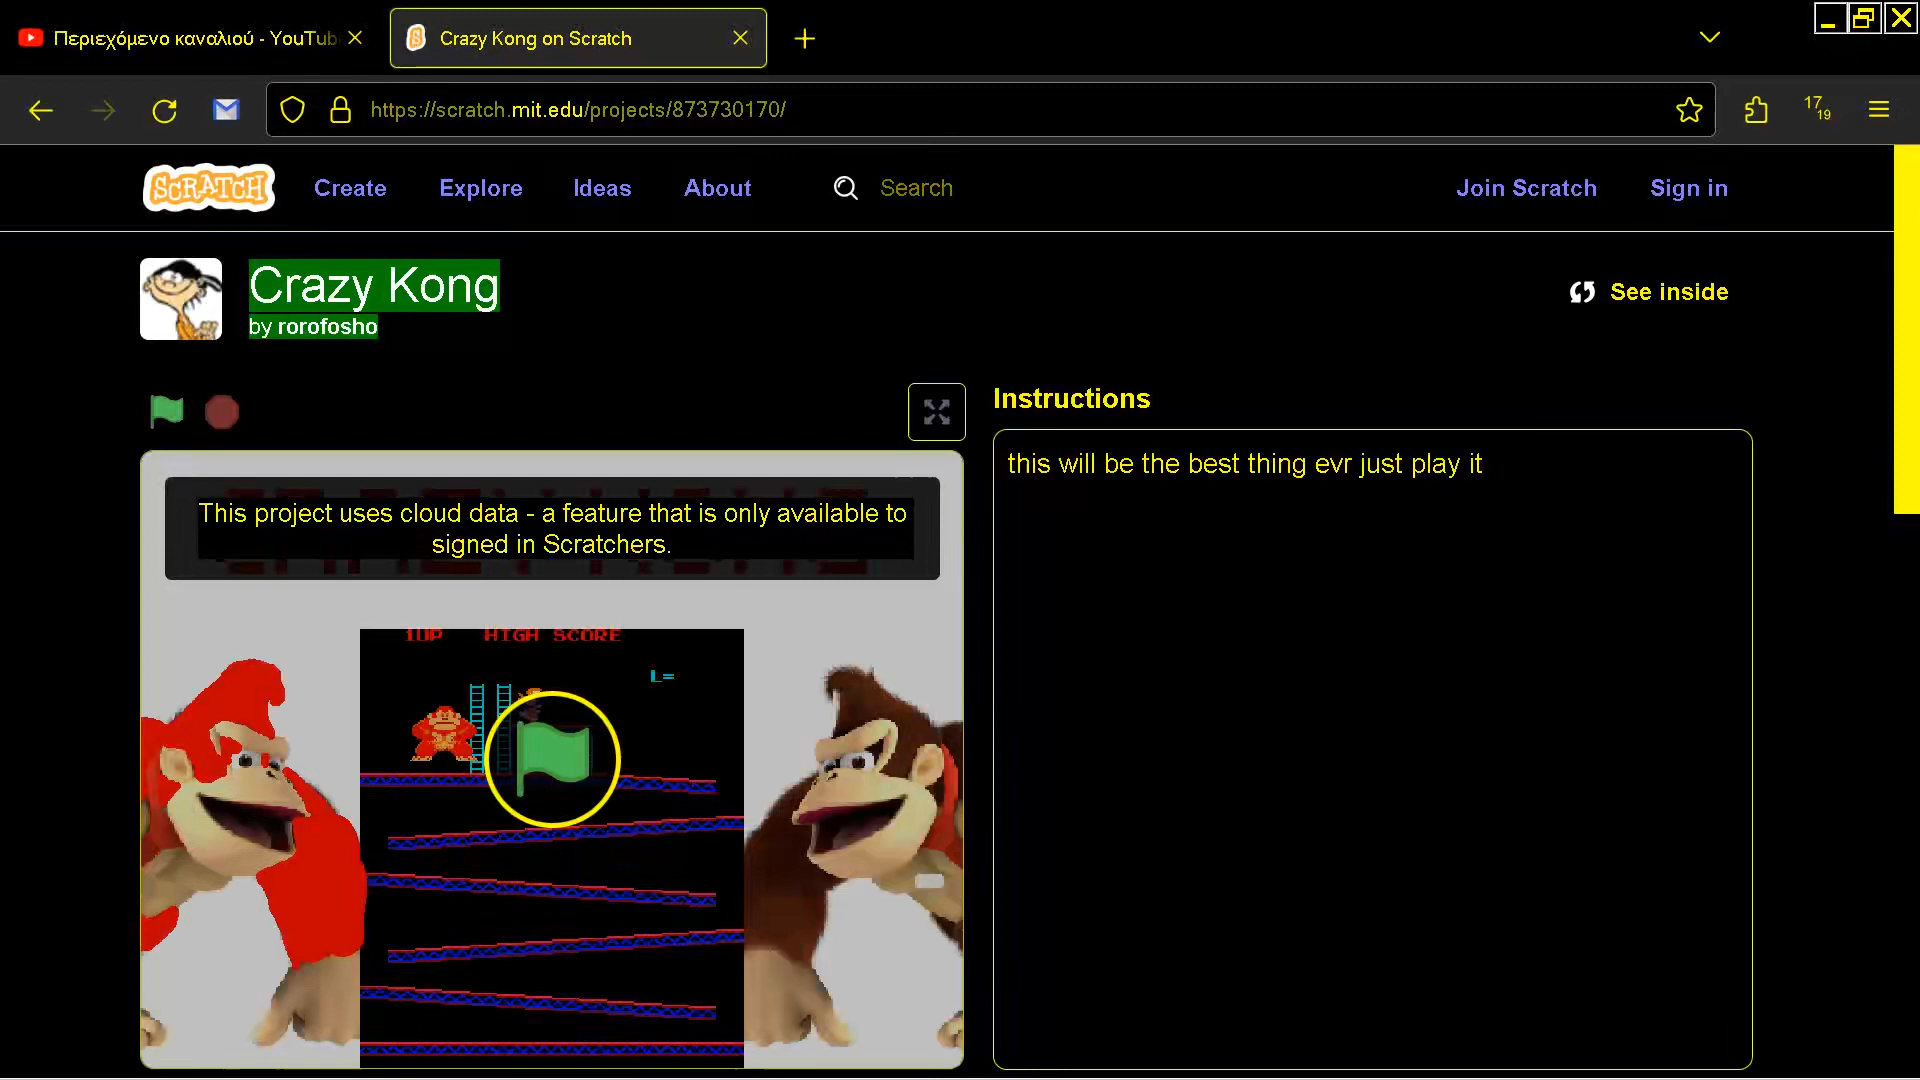 Περιεχόμενο καναλιού - YouTub
Crazy Kong on Scratch
https://scratch.mit.edu/projects/873730170/
17
19
SCRATCH
Create
Explore
Ideas
About
Search
Join Scratch
Sign in
Crazy Kong
by rorofosho
See inside
Instructions
this will be the best thing evr just play it
This project uses cloud data - a feature that is only available to
signed in Scratchers.
1UP HIGH SCORE
L=